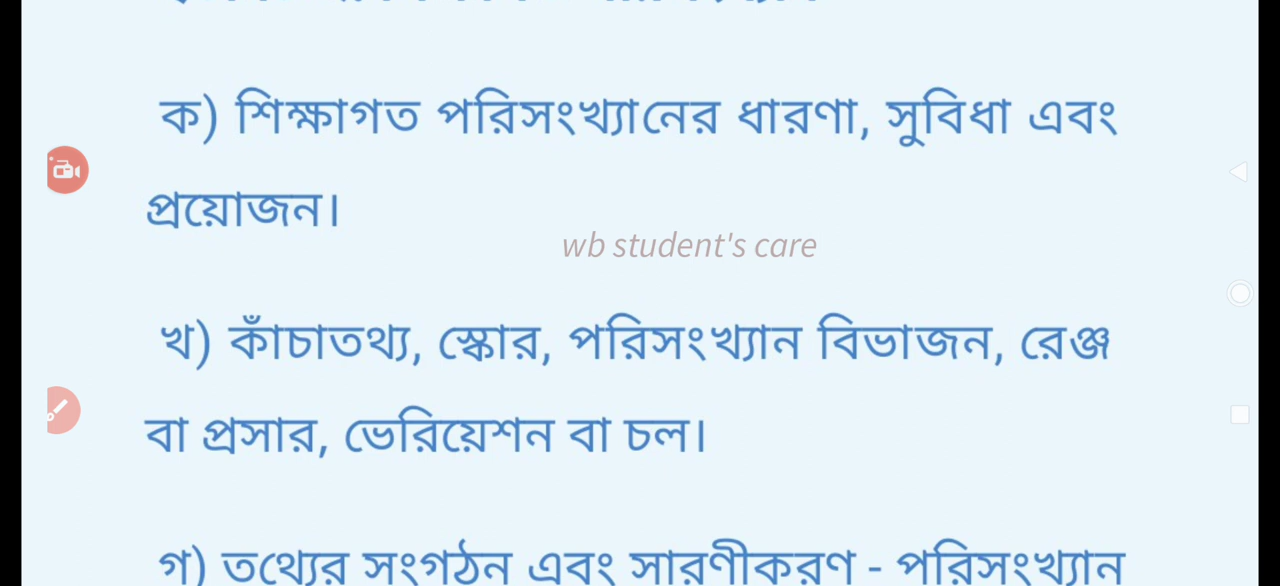 ক) শিক্ষাগত পরিসংখ্যানের ধারণা, সুবিধা এবং
প্রয়োজন।
wb student's care
খ) কাঁচাতথ্য, স্কোর, পরিসংখ্যান বিভাজন, রেঞ্জ
বা প্রসার, ভেরিয়েশন বা চল।
গ) তথ্যের সংগঠন এবং সারণীকরণ - পরিসংখ্যান